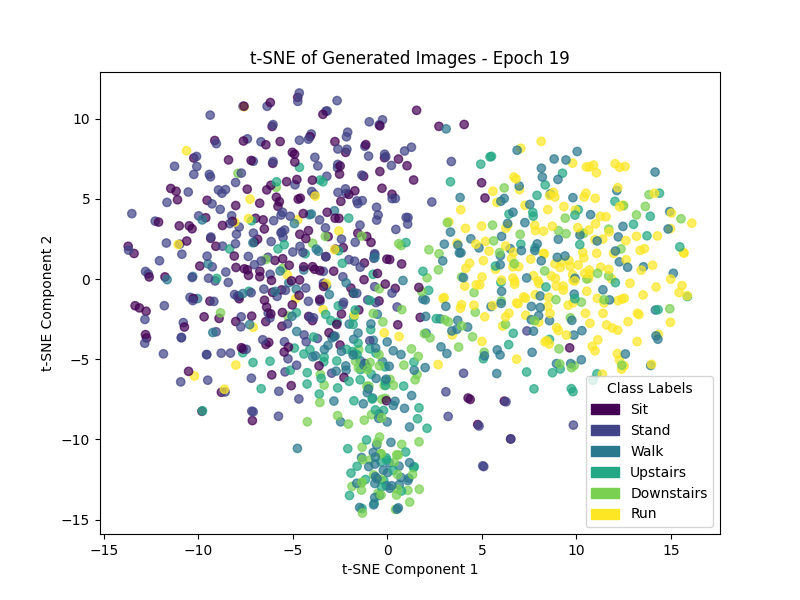 t-SNE of Generated Images - Epoch 19
t-SNE Component 2
10
5
0
−5
−10
−15
Class Labels
Sit
Stand
Walk
Upstairs
Downstairs
Run
−15 −10 −5 0 5 10 15
t-SNE Component 1